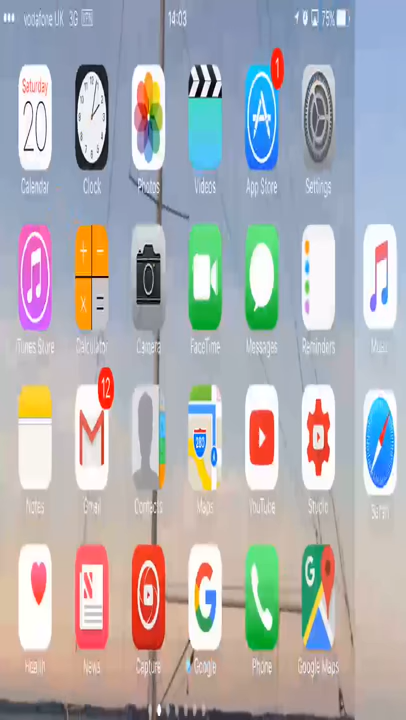 vodafone UK 3G VPN 14:03 75%
Saturday
20
1
Calendar Clock Photos Videos App Store Settings
iTunes Store Calculator Camera FaceTime Messages Reminders Music
12
280
Notes Gmail Contacts Maps YouTube Studio Safari
G
Health News Capture Google Phone Google Maps